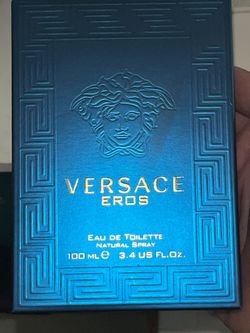 VERSACE
EROS
EAU DE TOILETTE
NATURAL SPRAY
100 ML ℮ 3.4 US FL.OZ.